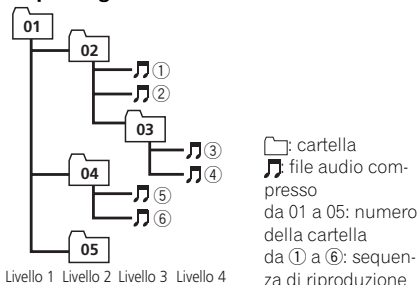 01
02
①
②
03
③
④
04
⑤
⑥
05
Livello 1 Livello 2 Livello 3 Livello 4
: cartella
: file audio com-
presso
da 01 a 05: numero
della cartella
da ① a ⑥: sequen-
za di riproduzione